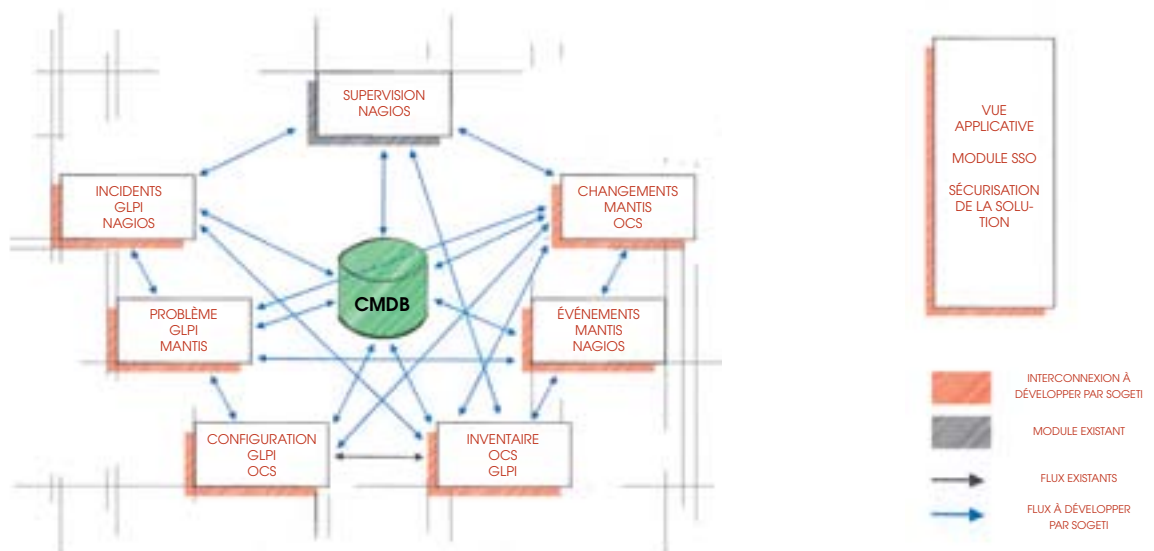 SUPERVISION
NAGIOS
INCIDENTS
GLPI
NAGIOS
CHANGEMENTS
MANTIS
OCS
CMDB
PROBLÈME
GLPI
MANTIS
ÉVÉNEMENTS
MANTIS
NAGIOS
CONFIGURATION
GLPI
OCS
INVENTAIRE
OCS
GLPI
VUE
APPLICATIVE
MODULE SSO
SÉCURISATION
DE LA SOLU-
TION
INTERCONNEXION À
DÉVELOPPER PAR SOGETI
MODULE EXISTANT
FLUX EXISTANTS
FLUX À DÉVELOPPER
PAR SOGETI